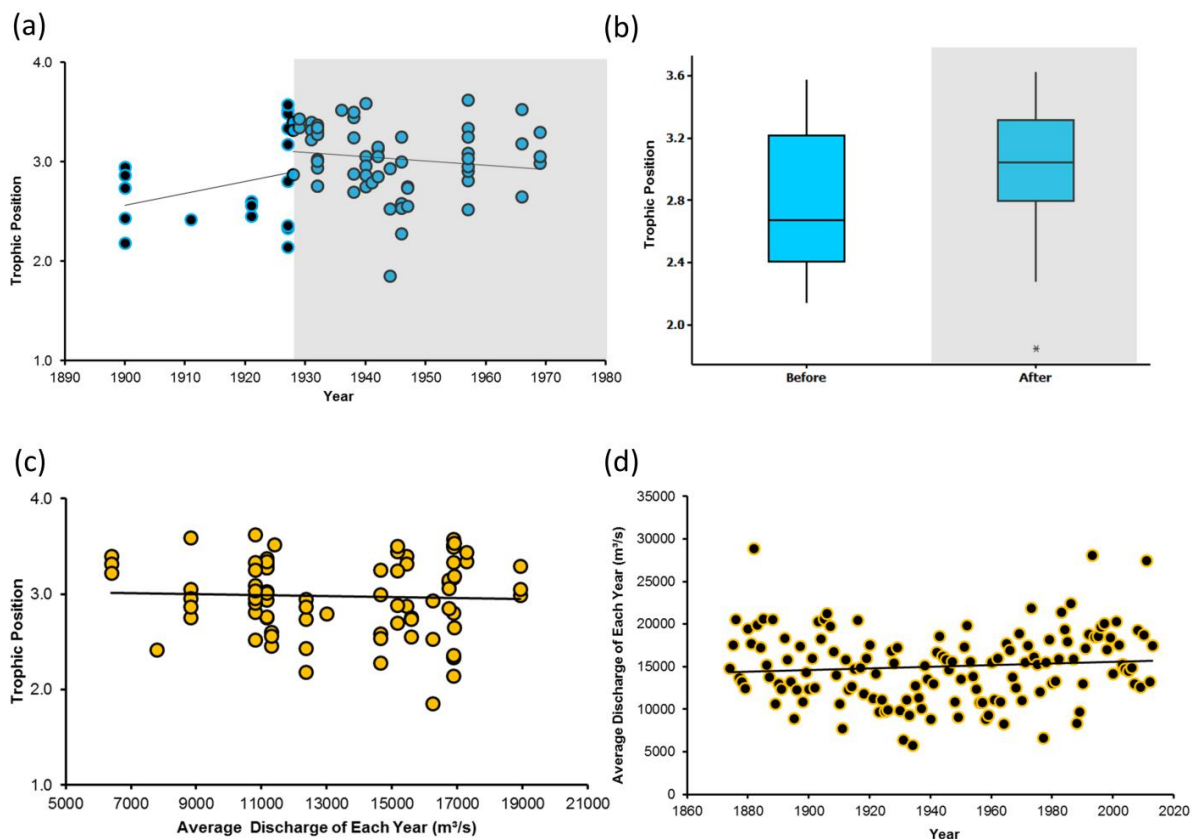 (a)
4.0
3.0
2.0
1.0
Trophic Position
1890 1900 1910 1920 1930 1940 1950 1960 1970 1980
Year
(b)
3.6
3.2
2.8
2.4
2.0
Trophic Position
*
Before After
(c)
4.0
3.0
2.0
1.0
Trophic Position
5000 7000 9000 11000 13000 15000 17000 19000 21000
Average Discharge of Each Year (m³/s)
(d)
35000
30000
25000
20000
15000
10000
5000
0
Average Discharge of Each Year (m³/s)
1860 1880 1900 1920 1940 1960 1980 2000 2020
Year